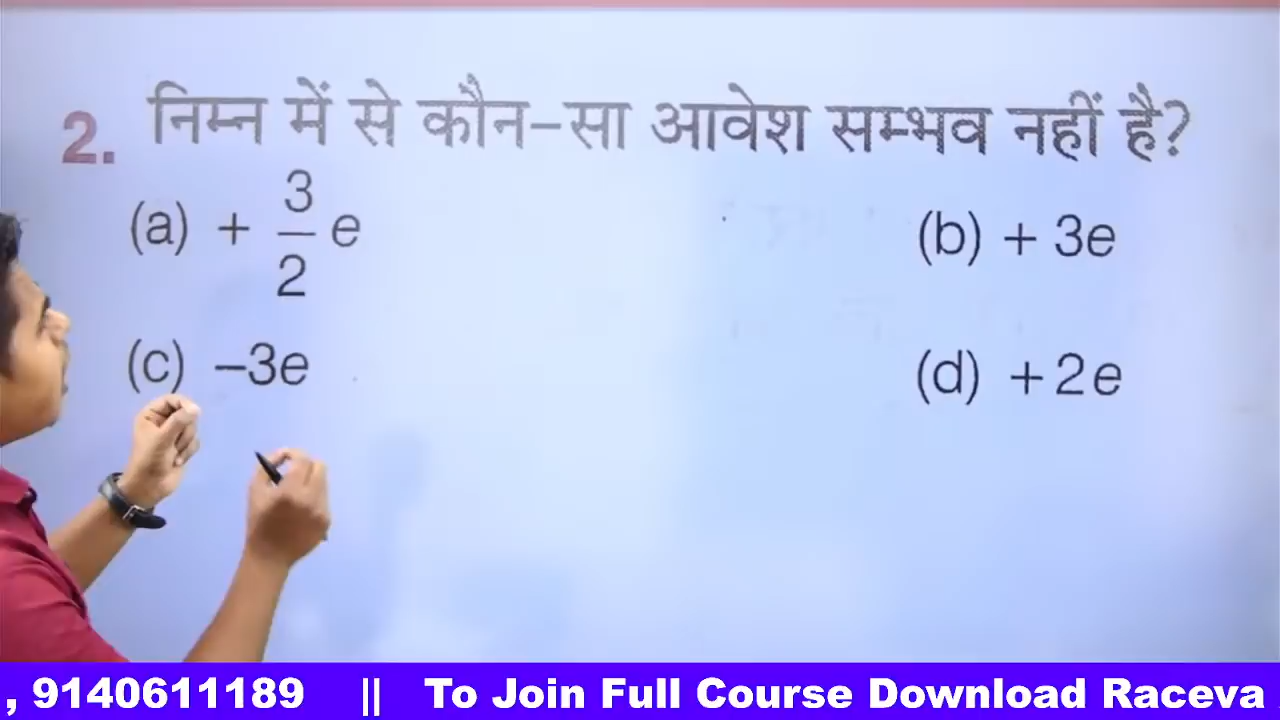 2. निम्न में से कौन-सा आवेश सम्भव नहीं है?
(a) + 3/2 e (b) + 3e
(c) –3e (d) +2e
, 9140611189 || To Join Full Course Download Raceva